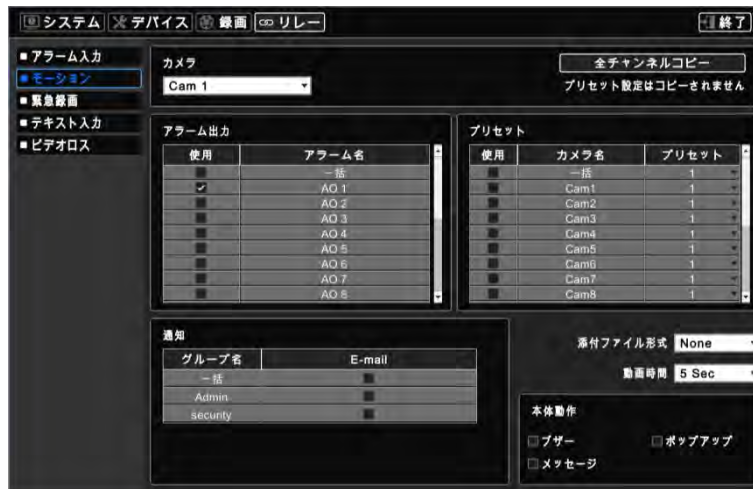 システム デバイス 録画 リレー 終了
アラーム入力
モーション
緊急録画
テキスト入力
ビデオロス
カメラ
Cam 1
全チャンネルコピー
プリセット設定はコピーされません
アラーム出力
使用 アラーム名
一括
AO 1
AO 2
AO 3
AO 4
AO 5
AO 6
AO 7
AO 8
プリセット
使用 カメラ名 プリセット
一括 1
Cam1 1
Cam2 1
Cam3 1
Cam4 1
Cam5 1
Cam6 1
Cam7 1
Cam8 1
通知
グループ名 E-mail
一括
Admin
security
添付ファイル形式 None
動画時間 5 Sec
本体動作
ブザー ポップアップ
メッセージ